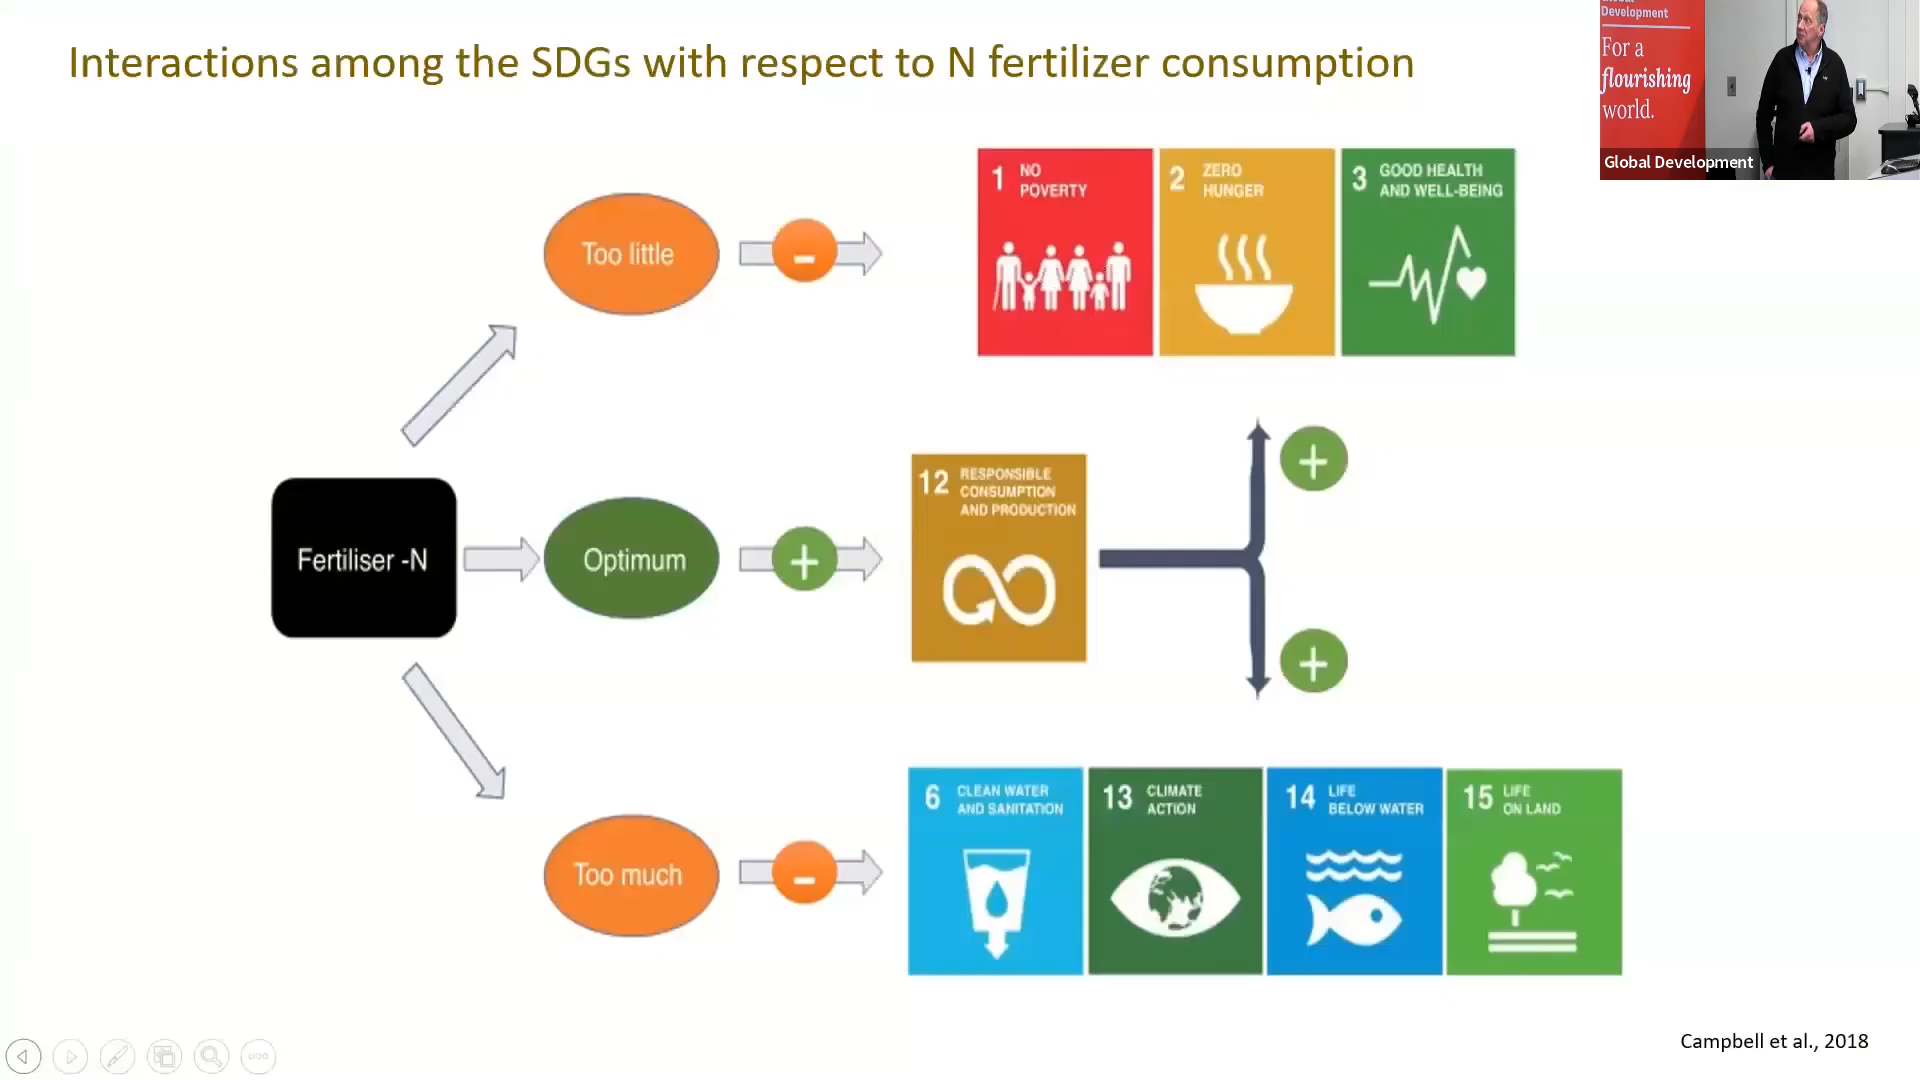 Interactions among the SDGs with respect to N fertilizer consumption
Global
Development
For a
flourishing
world.
Global Development
Too little
-
1 NO
POVERTY
2 ZERO
HUNGER
3 GOOD HEALTH
AND WELL-BEING
Fertiliser -N
Optimum
+
12 RESPONSIBLE
CONSUMPTION
AND PRODUCTION
+
+
Too much
-
6 CLEAN WATER
AND SANITATION
13 CLIMATE
ACTION
14 LIFE
BELOW WATER
15 LIFE
ON LAND
Campbell et al., 2018